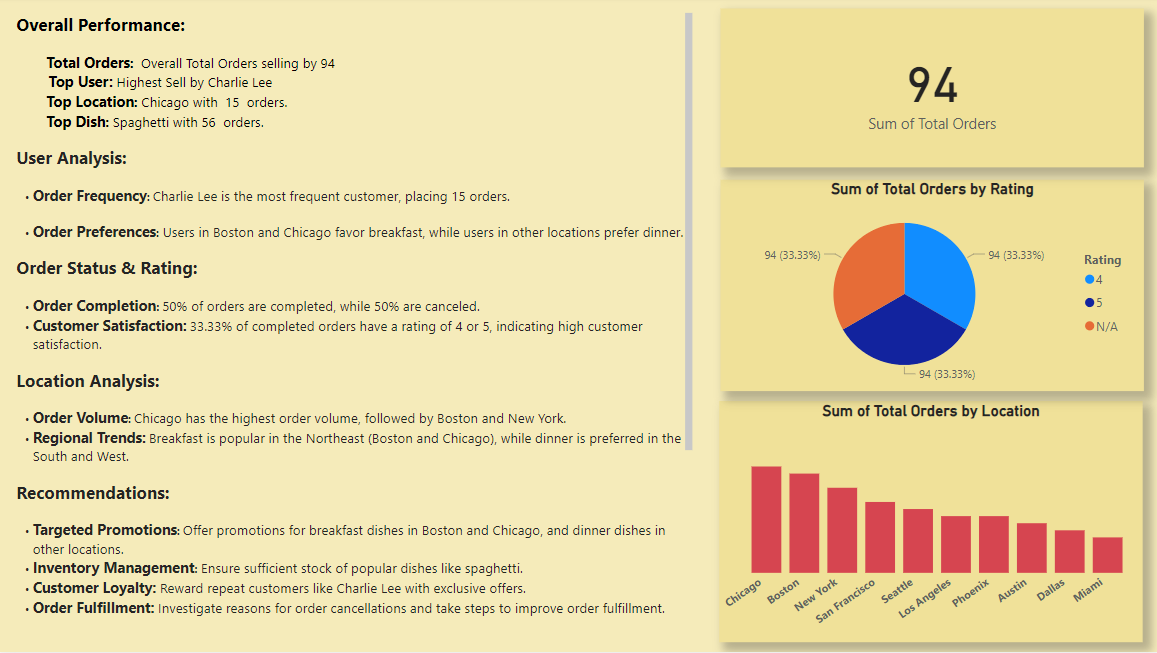 Overall Performance:
Total Orders: Overall Total Orders selling by 94
Top User: Highest Sell by Charlie Lee
Top Location: Chicago with 15 orders.
Top Dish: Spaghetti with 56 orders.
User Analysis:
• Order Frequency: Charlie Lee is the most frequent customer, placing 15 orders.
• Order Preferences: Users in Boston and Chicago favor breakfast, while users in other locations prefer dinner.
Order Status & Rating:
• Order Completion: 50% of orders are completed, while 50% are canceled.
• Customer Satisfaction: 33.33% of completed orders have a rating of 4 or 5, indicating high customer
satisfaction.
Location Analysis:
• Order Volume: Chicago has the highest order volume, followed by Boston and New York.
• Regional Trends: Breakfast is popular in the Northeast (Boston and Chicago), while dinner is preferred in the
South and West.
Recommendations:
• Targeted Promotions: Offer promotions for breakfast dishes in Boston and Chicago, and dinner dishes in
other locations.
• Inventory Management: Ensure sufficient stock of popular dishes like spaghetti.
• Customer Loyalty: Reward repeat customers like Charlie Lee with exclusive offers.
• Order Fulfillment: Investigate reasons for order cancellations and take steps to improve order fulfillment.
94
Sum of Total Orders
Sum of Total Orders by Rating
94 (33.33%)
94 (33.33%)
94 (33.33%)
Rating
4
5
N/A
Sum of Total Orders by Location
Chicago
Boston
New York
San Francisco
Seattle
Los Angeles
Phoenix
Austin
Dallas
Miami